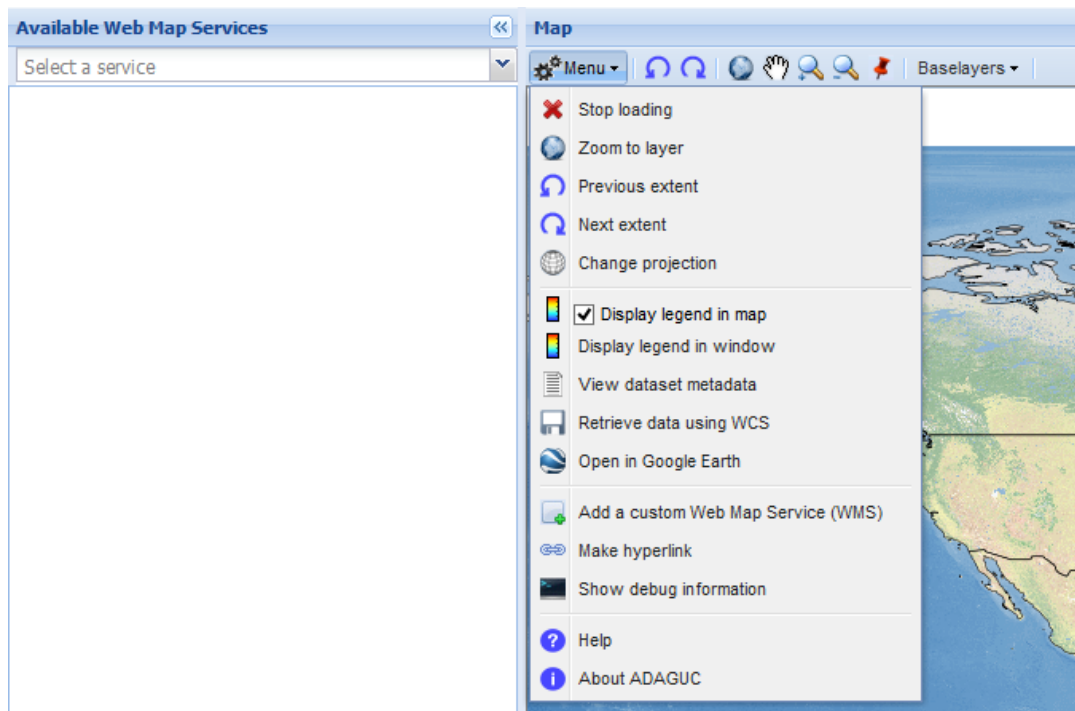 Available Web Map Services
Select a service
Map
Menu
Baselayers
Stop loading
Zoom to layer
Previous extent
Next extent
Change projection
Display legend in map
Display legend in window
View dataset metadata
Retrieve data using WCS
Open in Google Earth
Add a custom Web Map Service (WMS)
Make hyperlink
Show debug information
Help
About ADAGUC